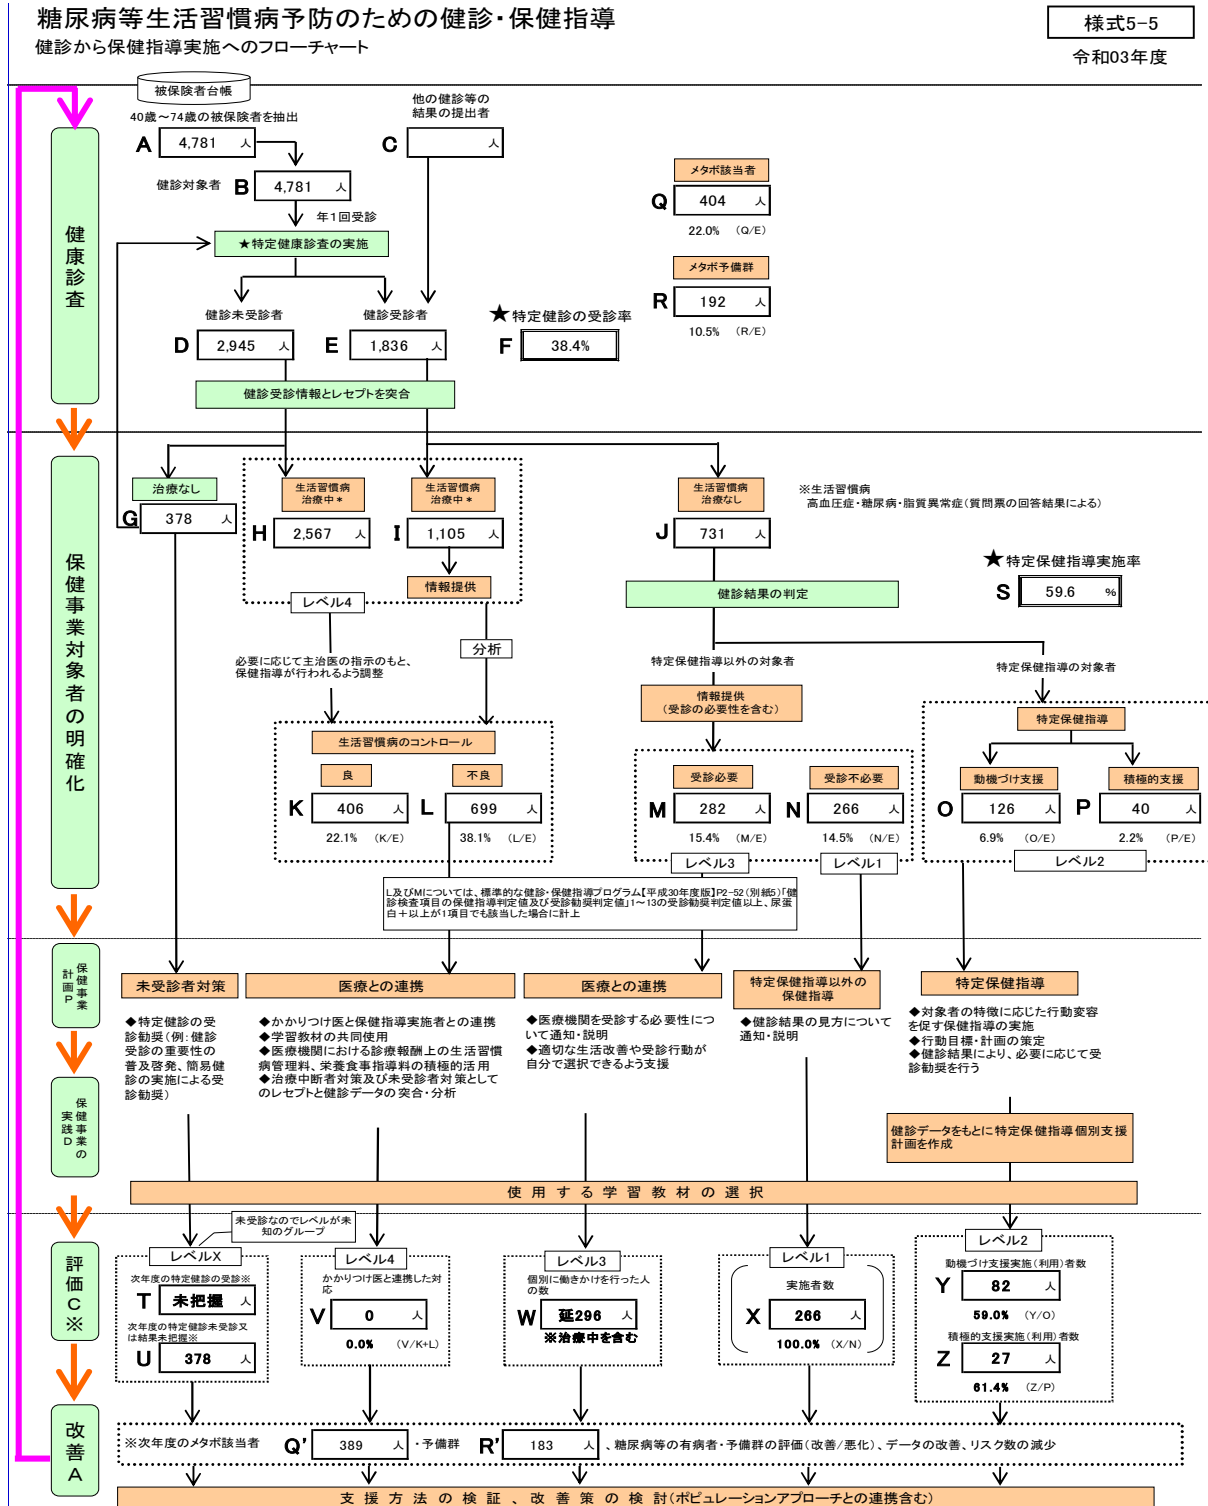 糖尿病等生活習慣病予防のための健診・保健指導
様式5-5
健診から保健指導実施へのフローチャート
令和03年度
被保険者台帳
40歳～74歳の被保険者を抽出
他の健診等の
結果の提出者
A 4,781 人
C 人
健診対象者 B 4,781 人
年1回受診
★特定健康診査の実施
メタボ該当者
Q 404 人
22.0% (Q/E)
メタボ予備群
R 192 人
10.5% (R/E)
健康診査
健診未受診者
健診受診者
★特定健診の受診率
D 2,945 人
E 1,836 人
F 38.4%
健診受診情報とレセプトを突合
保健事業対象者の明確化
治療なし
G 378 人
生活習慣病
治療中＊
H 2,567 人
生活習慣病
治療中＊
I 1,105 人
情報提供
レベル4
生活習慣病
治療なし
J 731 人
※生活習慣病
高血圧症・糖尿病・脂質異常症(質問票の回答結果による)
★特定保健指導実施率
S 59.6 %
健診結果の判定
必要に応じて主治医の指示のもと、
保健指導が行われるよう調整
分析
特定保健指導以外の対象者
特定保健指導の対象者
情報提供
(受診の必要性を含む)
特定保健指導
生活習慣病のコントロール
良
不良
受診必要
受診不必要
動機づけ支援
積極的支援
K 406 人
L 699 人
M 282 人
N 266 人
O 126 人
P 40 人
22.1% (K/E)
38.1% (L/E)
15.4% (M/E)
14.5% (N/E)
6.9% (O/E)
2.2% (P/E)
レベル3
レベル1
レベル2
L及びMについては、標準的な健診・保健指導プログラム【平成30年度版】P2-52(別紙5)「健
診検査項目の保健指導判定値及び受診勧奨判定値」1～13の受診勧奨判定値以上、尿蛋
白＋以上が1項目でも該当した場合に計上
保健事業
計画P
未受診者対策
医療との連携
医療との連携
特定保健指導以外の
保健指導
特定保健指導
◆特定健診の受
診勧奨(例:健診
受診の重要性の
普及啓発、簡易健
診の実施による受
診勧奨)
◆かかりつけ医と保健指導実施者との連携
◆学習教材の共同使用
◆医療機関における診療報酬上の生活習慣
病管理料、栄養食事指導料の積極的活用
◆治療中断者対策及び未受診者対策として
のレセプトと健診データの突合・分析
◆医療機関を受診する必要性につ
いて通知・説明
◆適切な生活改善や受診行動が
自分で選択できるよう支援
◆健診結果の見方について
通知・説明
◆対象者の特徴に応じた行動変容
を促す保健指導の実施
◆行動目標・計画の策定
◆健診結果により、必要に応じて受
診勧奨を行う
保健事業の
実践D
健診データをもとに特定保健指導個別支援
計画を作成
使用する学習教材の選択
未受診なのでレベルが未
知のグループ
評価C※
レベルX
次年度の特定健診の受診※
T 未把握 人
次年度の特定健診未受診又
は結果未把握※
U 378 人
レベル4
かかりつけ医と連携した対
応
V 0 人
0.0% (V/K+L)
レベル3
個別に働きかけを行った人
の数
W 延296 人
※治療中を含む
レベル1
実施者数
X 266 人
100.0% (X/N)
レベル2
動機づけ支援実施(利用)者数
Y 82 人
59.0% (Y/O)
積極的支援実施(利用)者数
Z 27 人
61.4% (Z/P)
改善A
※次年度のメタボ該当者 Q' 389 人 ・予備群 R' 183 人 、糖尿病等の有病者・予備群の評価(改善/悪化)、データの改善、リスク数の減少
支援方法の検証、改善策の検討(ポピュレーションアプローチとの連携含む)